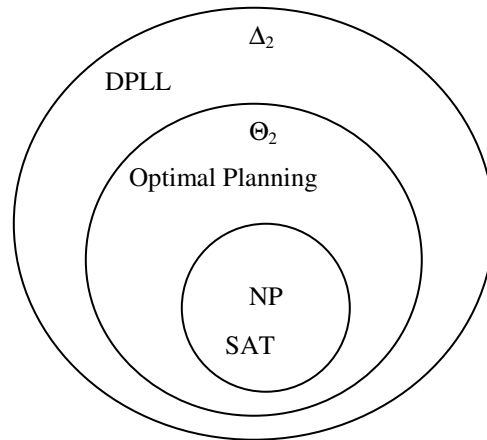 Δ₂
DPLL
Θ₂
Optimal Planning
NP
SAT